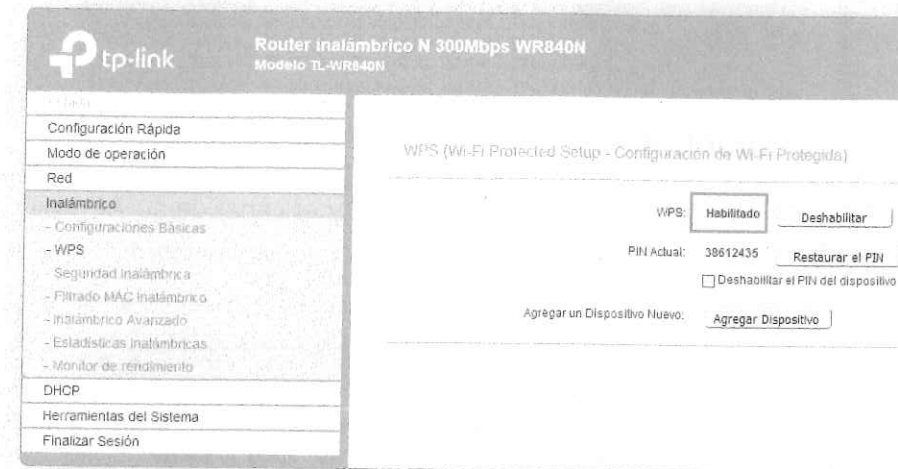 tp-link
Router inalámbrico N 300Mbps WR840N
Modelo TL-WR840N
Configuración Rápida
Modo de operación
Red
Inalámbrico
- Configuraciones Básicas
- WPS
- Seguridad Inalámbrica
- Filtrado MAC Inalámbrico
- Inalámbrico Avanzado
- Estadísticas Inalámbricas
- Monitor de rendimiento
DHCP
Herramientas del Sistema
Finalizar Sesión
WPS (Wi-Fi Protected Setup - Configuración de Wi-Fi Protegida)
WPS: Habilitado Deshabilitar
PIN Actual: 38612435 Restaurar el PIN
Deshabilitar el PIN del dispositivo
Agregar un Dispositivo Nuevo: Agregar Dispositivo